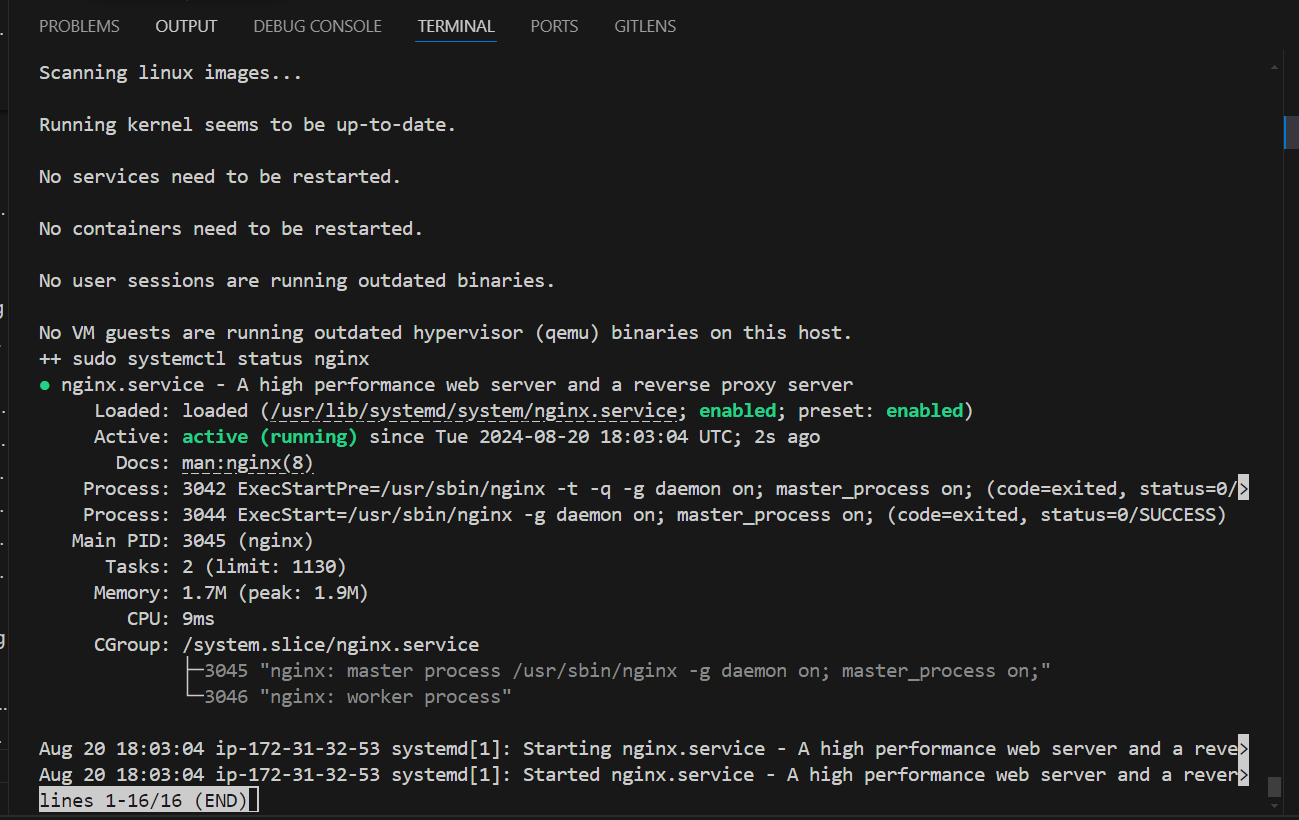 PROBLEMS OUTPUT DEBUG CONSOLE TERMINAL PORTS GITLENS
Scanning linux images...
Running kernel seems to be up-to-date.
No services need to be restarted.
No containers need to be restarted.
No user sessions are running outdated binaries.
No VM guests are running outdated hypervisor (qemu) binaries on this host.
++ sudo systemctl status nginx
● nginx.service - A high performance web server and a reverse proxy server
Loaded: loaded (/usr/lib/systemd/system/nginx.service; enabled; preset: enabled)
Active: active (running) since Tue 2024-08-20 18:03:04 UTC; 2s ago
Docs: man:nginx(8)
Process: 3042 ExecStartPre=/usr/sbin/nginx -t -q -g daemon on; master_process on; (code=exited, status=0/>
Process: 3044 ExecStart=/usr/sbin/nginx -g daemon on; master_process on; (code=exited, status=0/SUCCESS)
Main PID: 3045 (nginx)
Tasks: 2 (limit: 1130)
Memory: 1.7M (peak: 1.9M)
CPU: 9ms
CGroup: /system.slice/nginx.service
├─3045 "nginx: master process /usr/sbin/nginx -g daemon on; master_process on;"
└─3046 "nginx: worker process"
Aug 20 18:03:04 ip-172-31-32-53 systemd[1]: Starting nginx.service - A high performance web server and a reve>
Aug 20 18:03:04 ip-172-31-32-53 systemd[1]: Started nginx.service - A high performance web server and a rever>
lines 1-16/16 (END)